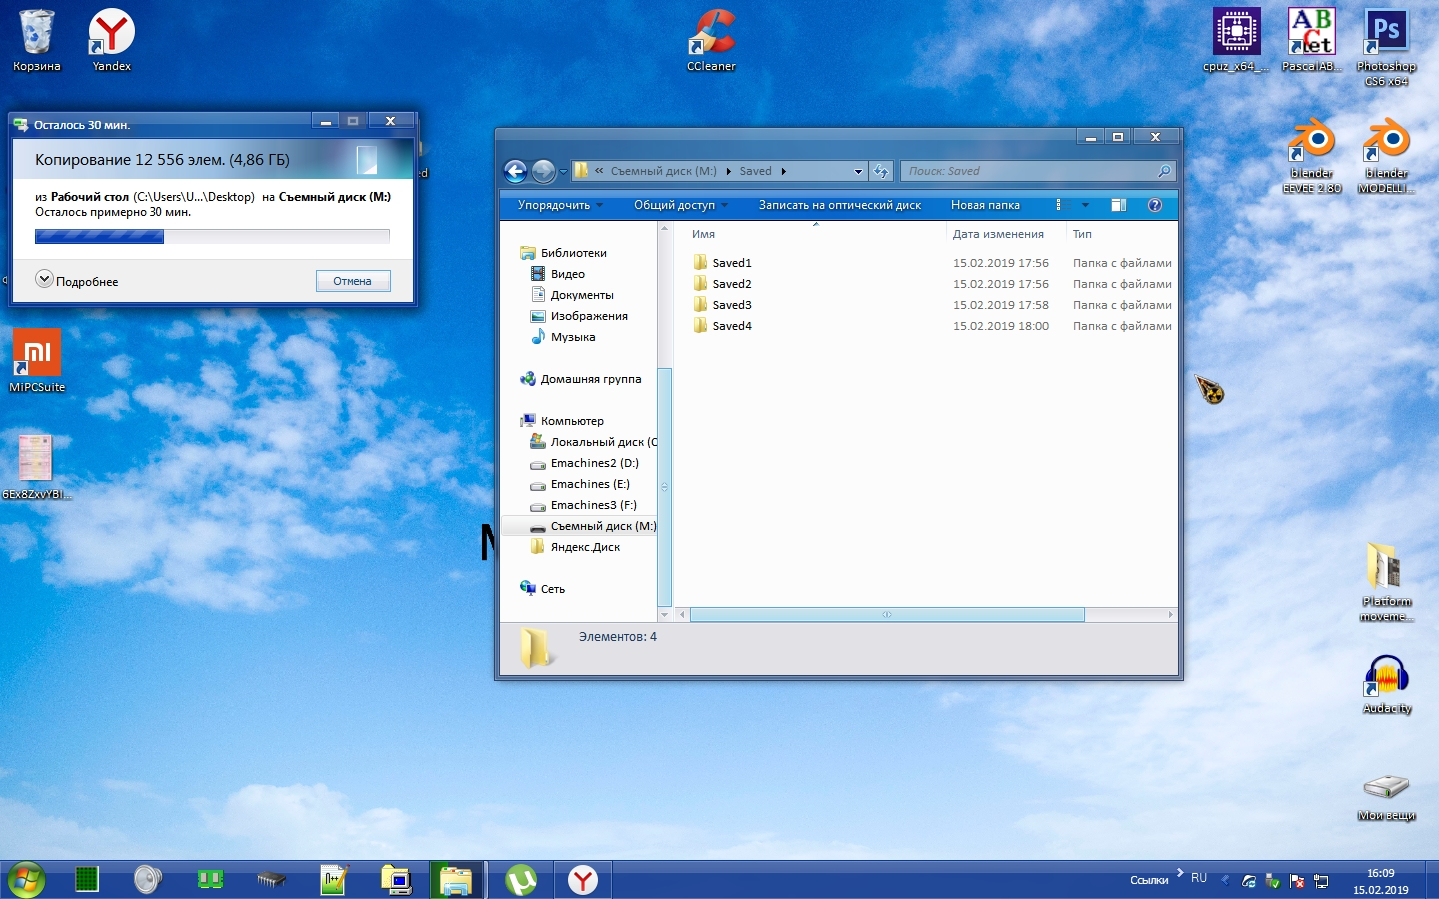 Корзина
Yandex
CCleaner
cpuz_x64_...
PascalAB...
Photoshop
CS6 x64
blender
EEVEE 2.80
blender
MODELLI...
Осталось 30 мин.
Копирование 12 556 элем. (4,86 ГБ)
из Рабочий стол (C:\Users\U...\Desktop) на Съемный диск (M:)
Осталось примерно 30 мин.
Подробнее
Отмена
MiPCSuite
6Ex8ZxvYBI...
« Съемный диск (M:) Saved
Поиск: Saved
Упорядочить
Общий доступ
Записать на оптический диск
Новая папка
Библиотеки
Видео
Документы
Изображения
Музыка
Домашняя группа
Компьютер
Локальный диск (C
Emachines2 (D:)
Emachines (E:)
Emachines3 (F:)
Съемный диск (M:)
Яндекс.Диск
Сеть
Имя Дата изменения Тип
Saved1 15.02.2019 17:56 Папка с файлами
Saved2 15.02.2019 17:56 Папка с файлами
Saved3 15.02.2019 17:58 Папка с файлами
Saved4 15.02.2019 18:00 Папка с файлами
Элементов: 4
Platform
moveme...
Audacity
Мои вещи
Ссылки
RU
16:09
15.02.2019